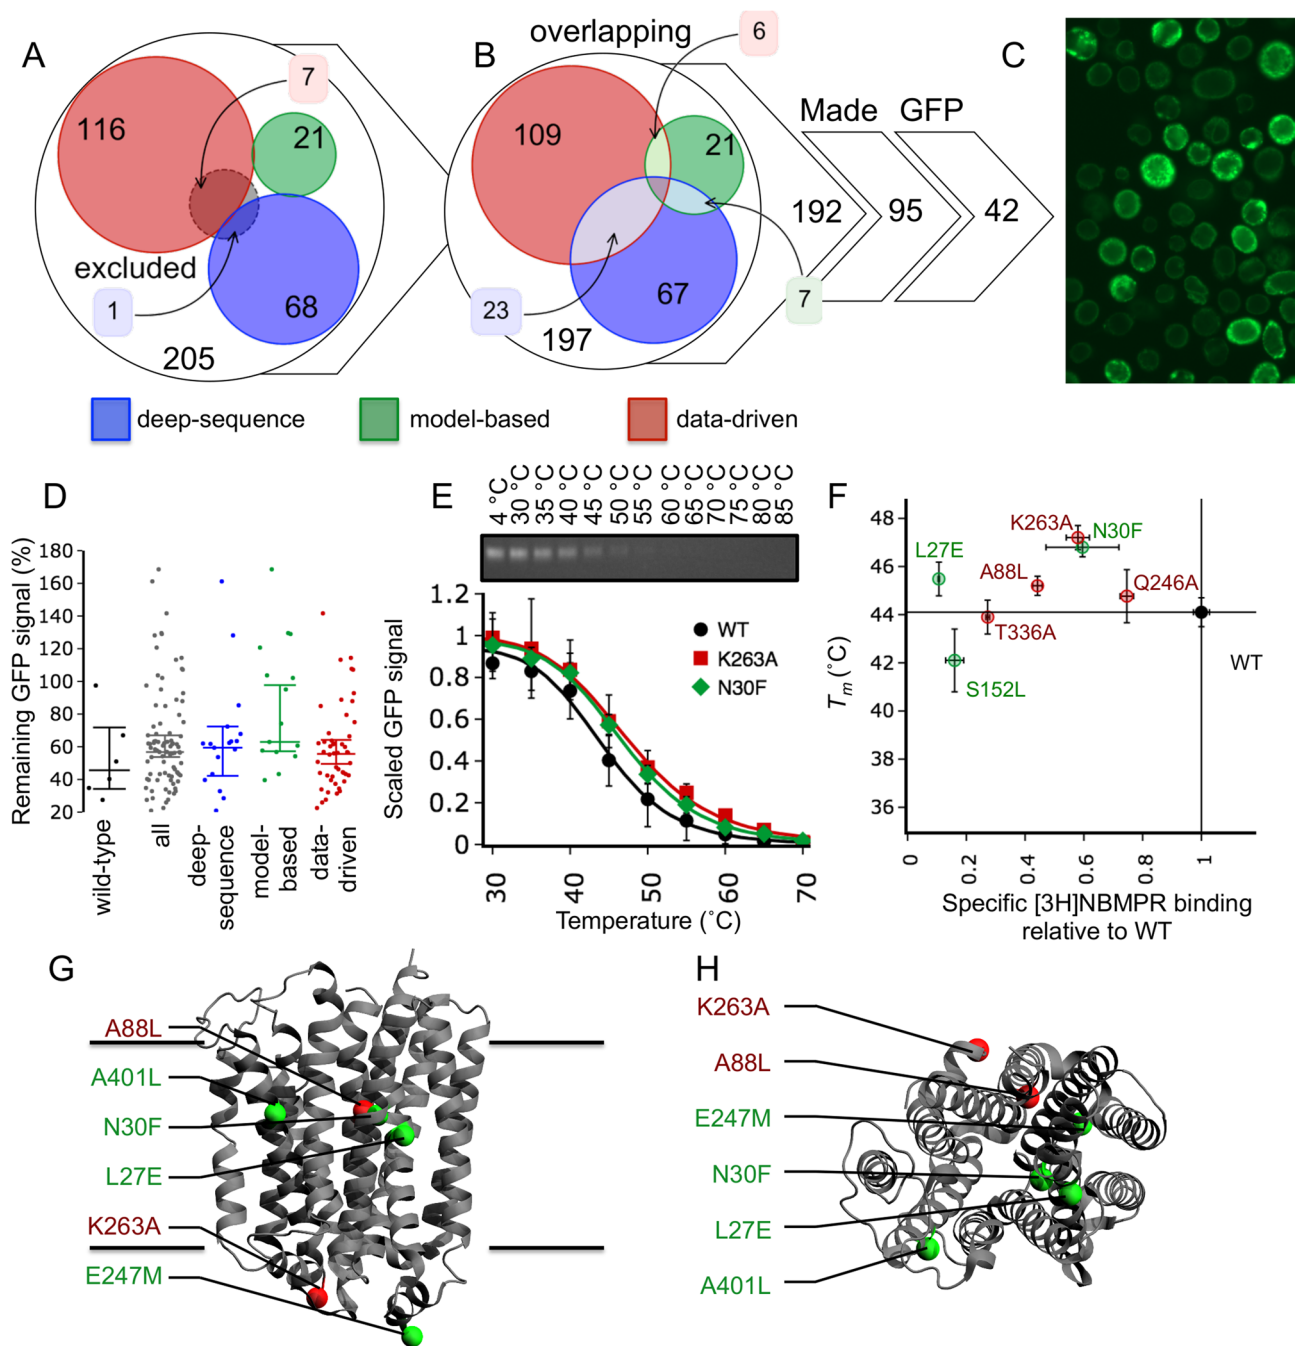 A
7
116
21
excluded
1
68
205
B
overlapping
6
109
21
23
67
7
197
192
Made
95
GFP
42
C
deep-sequence
model-based
data-driven
D
Remaining GFP signal (%)
180
160
140
120
100
80
60
40
20
wild-type
all
deep-
sequence
model-
based
data-
driven
E
4 °C
30 °C
35 °C
40 °C
45 °C
50 °C
55 °C
60 °C
65 °C
70 °C
75 °C
80 °C
85 °C
Scaled GFP signal
1.2
1
0.8
0.6
0.4
0.2
0
WT
K263A
N30F
30
40
50
60
70
Temperature (˚C)
F
Tm (˚C)
48
46
44
42
40
38
36
K263A
N30F
L27E
A88L
Q246A
T336A
S152L
WT
0
0.2
0.4
0.6
0.8
1
Specific [3H]NBMPR binding
relative to WT
G
A88L
A401L
N30F
L27E
K263A
E247M
H
K263A
A88L
E247M
N30F
L27E
A401L